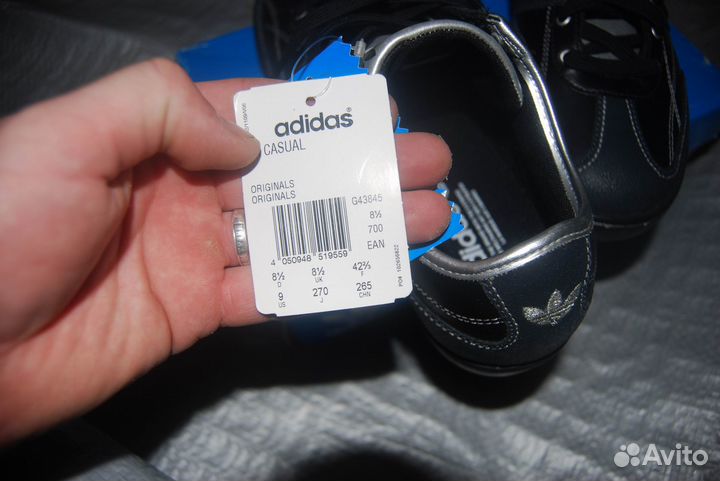 adidas®
CASUAL
ORIGINALS
ORIGINALS
G43845
8½
700
EAN
4 050948 519559
8½ 8½ 42⅔
D UK F
9 270 265
US J CHN
adidas
Avito